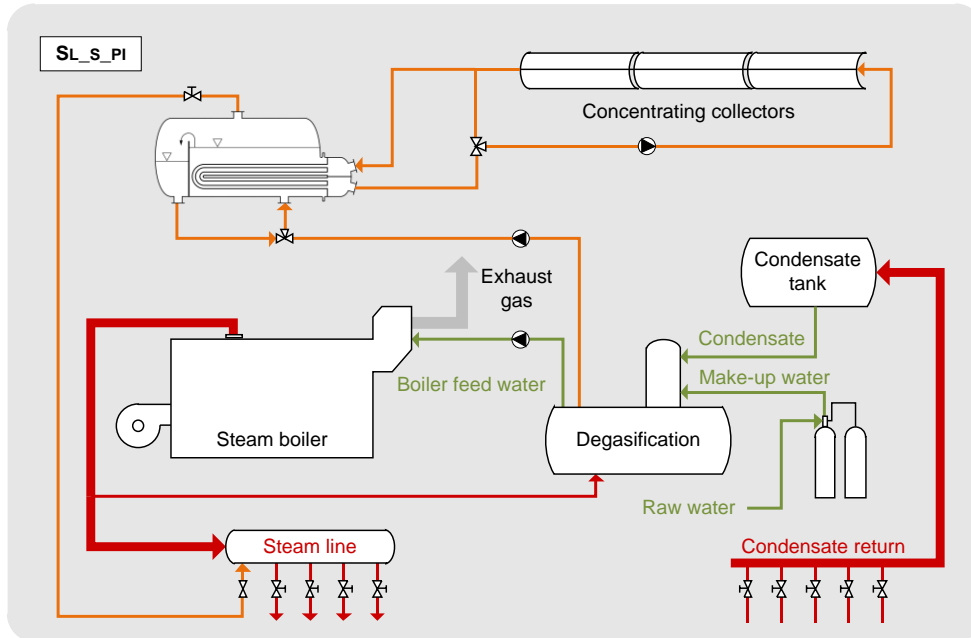 SL_S_PI
Concentrating collectors
Condensate
tank
Exhaust
gas
Condensate
Make-up water
Boiler feed water
Steam boiler
Degasification
Raw water
Steam line
Condensate return